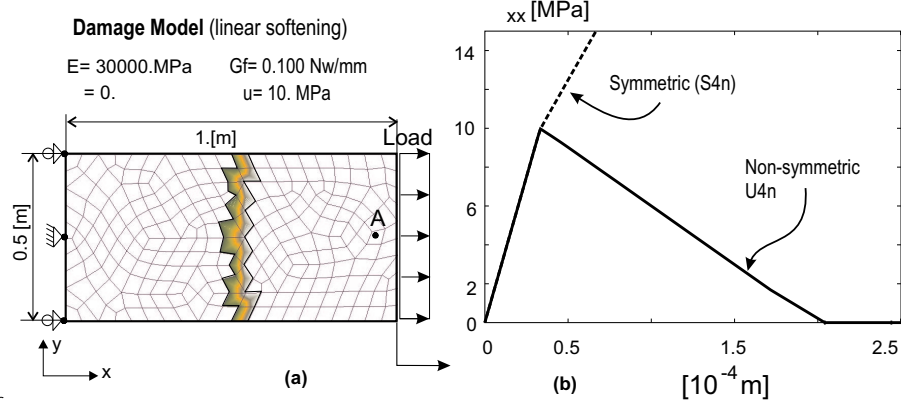 Damage Model (linear softening)
E= 30000.MPa Gf= 0.100 Nw/mm
= 0. u= 10. MPa
1.[m]
Load
0.5 [m]
A
y
x
(a)
xx [MPa]
14
10
6
2
0
Symmetric (S4n)
Non-symmetric
U4n
0 0.5 1.5 2.5
(b)
[10-4 m]